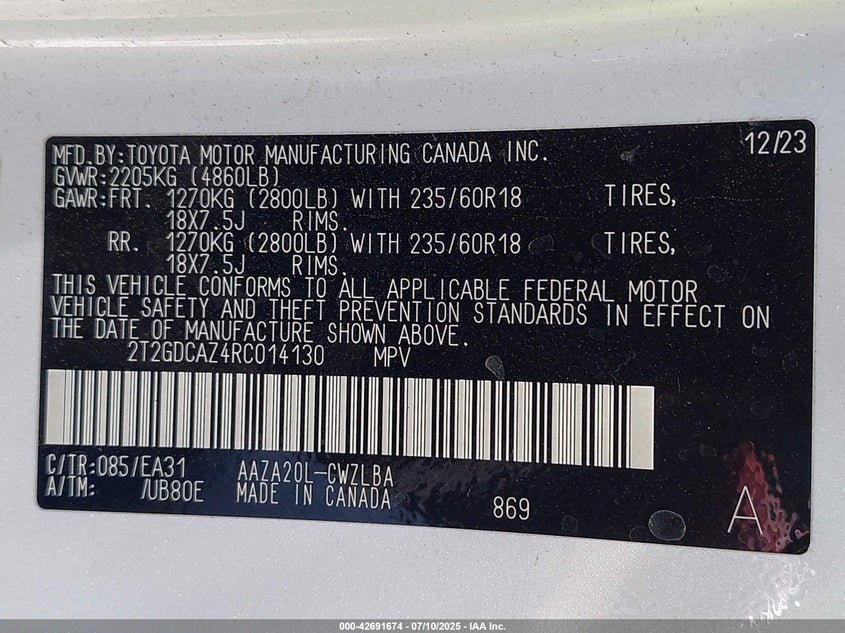 12/23
MFD.BY:TOYOTA MOTOR MANUFACTURING CANADA INC.
GVWR:2205KG (4860LB)
GAWR:FRT. 1270KG (2800LB) WITH 235/60R18 TIRES,
18X7.5J RIMS.
RR. 1270KG (2800LB) WITH 235/60R18 TIRES,
18X7.5J RIMS.
THIS VEHICLE CONFORMS TO ALL APPLICABLE FEDERAL MOTOR
VEHICLE SAFETY AND THEFT PREVENTION STANDARDS IN EFFECT ON
THE DATE OF MANUFACTURE SHOWN ABOVE.
2T2GDCAZ4RC014130 MPV
C/TR:085/EA31 AAZA20L-CWZLBA
A/TM: /UB80E MADE IN CANADA
869
A
000-42691674 - 07/10/2025 - IAA Inc.